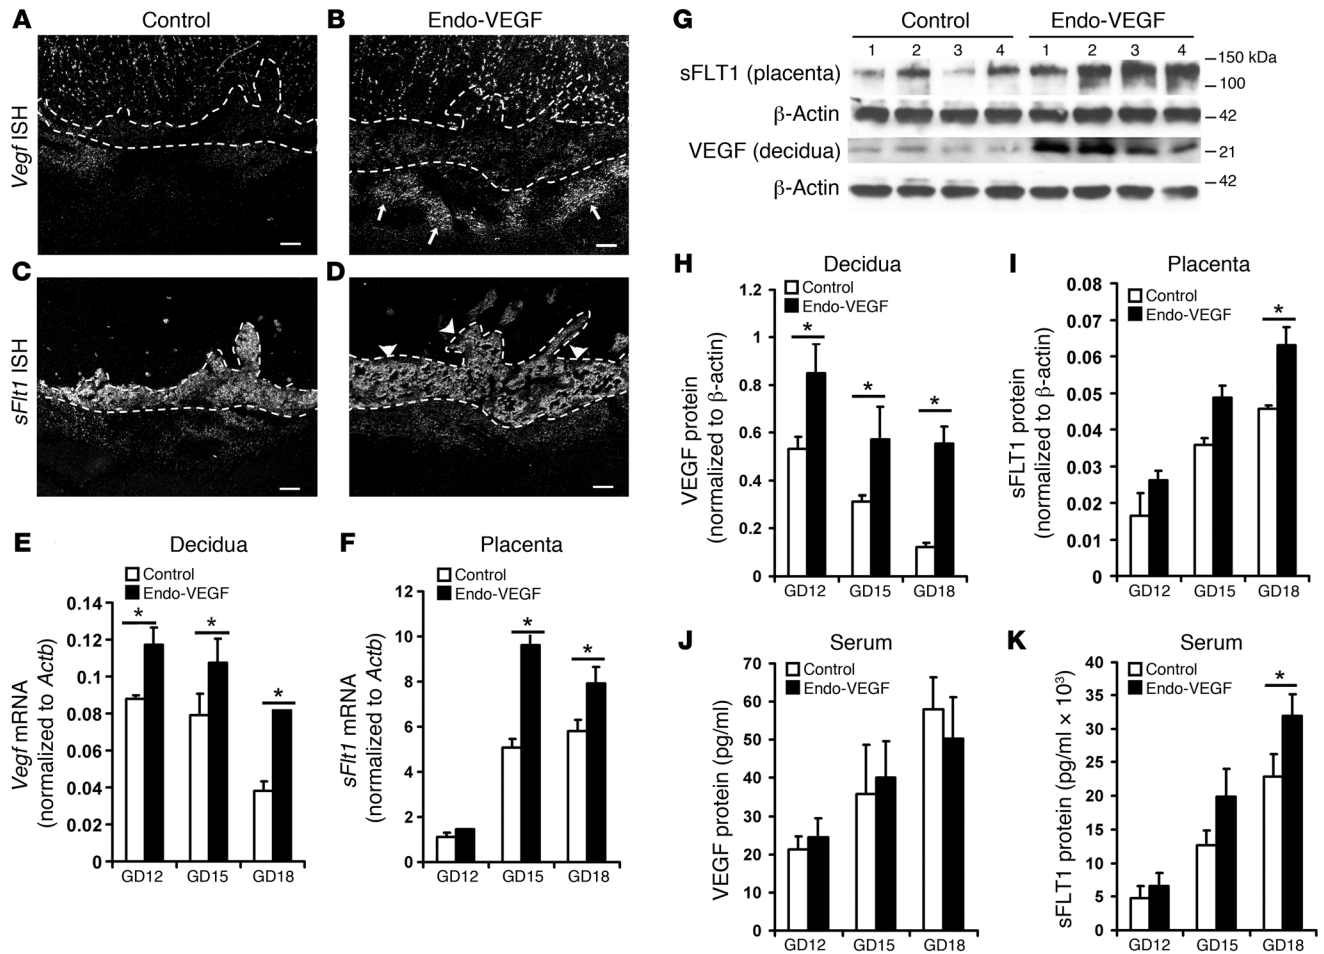 A Control B Endo-VEGF
Vegf ISH
C D
sFlt1 ISH
E Decidua
Control
Endo-VEGF
Vegf mRNA
(normalized to Actb)
0.14
0.12
0.1
0.08
0.06
0.04
0.02
0
* * *
GD12 GD15 GD18
F Placenta
Control
Endo-VEGF
sFlt1 mRNA
(normalized to Actb)
12
10
8
6
4
2
0
* *
GD12 GD15 GD18
G Control Endo-VEGF
1 2 3 4 1 2 3 4
sFLT1 (placenta) 150 kDa
100
β-Actin 42
VEGF (decidua) 21
β-Actin 42
H Decidua
Control
Endo-VEGF
VEGF protein
(normalized to β-actin)
1.2
1
0.8
0.6
0.4
0.2
0
* * *
GD12 GD15 GD18
I Placenta
Control
Endo-VEGF
sFLT1 protein
(normalized to β-actin)
0.08
0.07
0.06
0.05
0.04
0.03
0.02
0.01
0
*
GD12 GD15 GD18
J Serum
Control
Endo-VEGF
VEGF protein (pg/ml)
70
60
50
40
30
20
10
0
GD12 GD15 GD18
K Serum
Control
Endo-VEGF
sFLT1 protein (pg/ml × 10³)
40
35
30
25
20
15
10
5
0
*
GD12 GD15 GD18